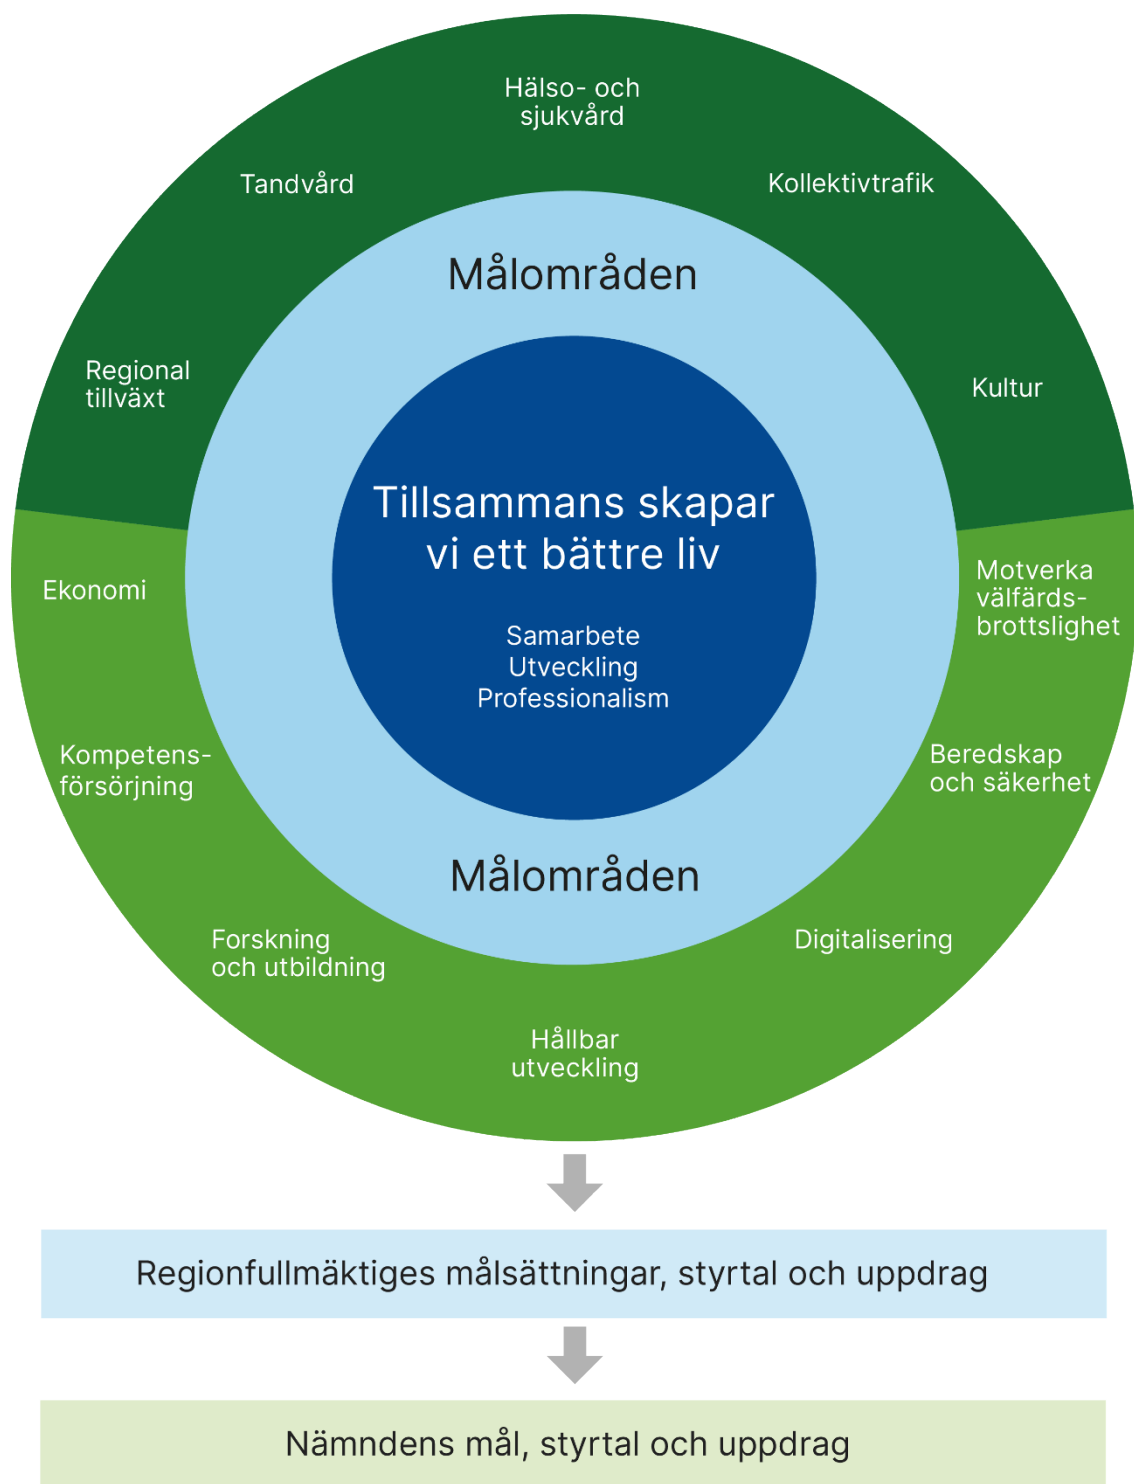 Hälso- och
sjukvård
Tandvård
Kollektivtrafik
Målområden
Regional
tillväxt
Kultur
Tillsammans skapar
vi ett bättre liv
Samarbete
Utveckling
Professionalism
Ekonomi
Motverka
välfärds-
brottslighet
Kompetens-
försörjning
Beredskap
och säkerhet
Målområden
Forskning
och utbildning
Digitalisering
Hållbar
utveckling
Regionfullmäktiges målsättningar, styrtal och uppdrag
Nämndens mål, styrtal och uppdrag